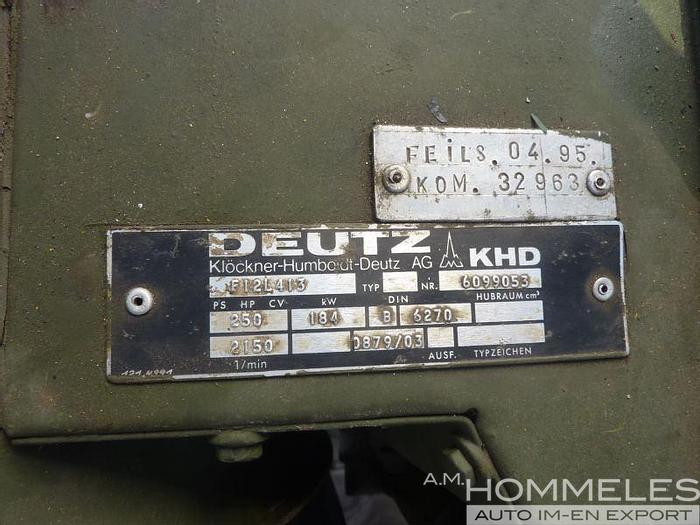 FEILS. 04.95.
KOM. 32963
DEUTZ
Klöckner-Humboldt-Deutz AG KHD
F12L413 TYP NR. 6099053
PS HP CV kW DIN HUBRAUM cm³
250 184 B 6270
2150 0879/03
1/min AUSF. TYPZEICHEN
A.M. HOMMELES
AUTO IM-EN EXPORT